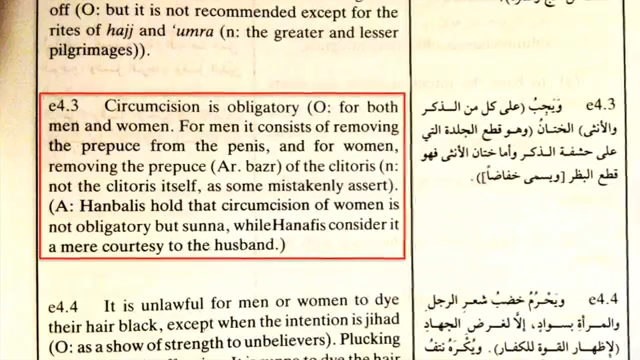 off (O: but it is not recommended except for the
rites of hajj and ‘umra (n: the greater and lesser
pilgrimages)).
e4.3 Circumcision is obligatory (O: for both
men and women. For men it consists of removing
the prepuce from the penis, and for women,
removing the prepuce (Ar. bazr) of the clitoris (n:
not the clitoris itself, as some mistakenly assert).
(A: Hanbalis hold that circumcision of women is
not obligatory but sunna, while Hanafis consider it
a mere courtesy to the husband.)
e4.4 It is unlawful for men or women to dye
their hair black, except when the intention is jihad
(O: as a show of strength to unbelievers). Plucking
e4.3 وَيَجِبُ (على كل من الذكر
والأنثى) الختانُ (وهو قطع الجلدة التي
على حشفة الذكر وأما ختان الأنثى فهو
قطع البظر [ويسمى خفاضاً]).
e4.4 وَيَحْرُمُ خضبُ شعرِ الرجلِ
والمرأةِ بسوادٍ، إلَّا لغرضِ الجهادِ
(لإظهار القوة للكفار). ويُكْرَهُ نتفُ